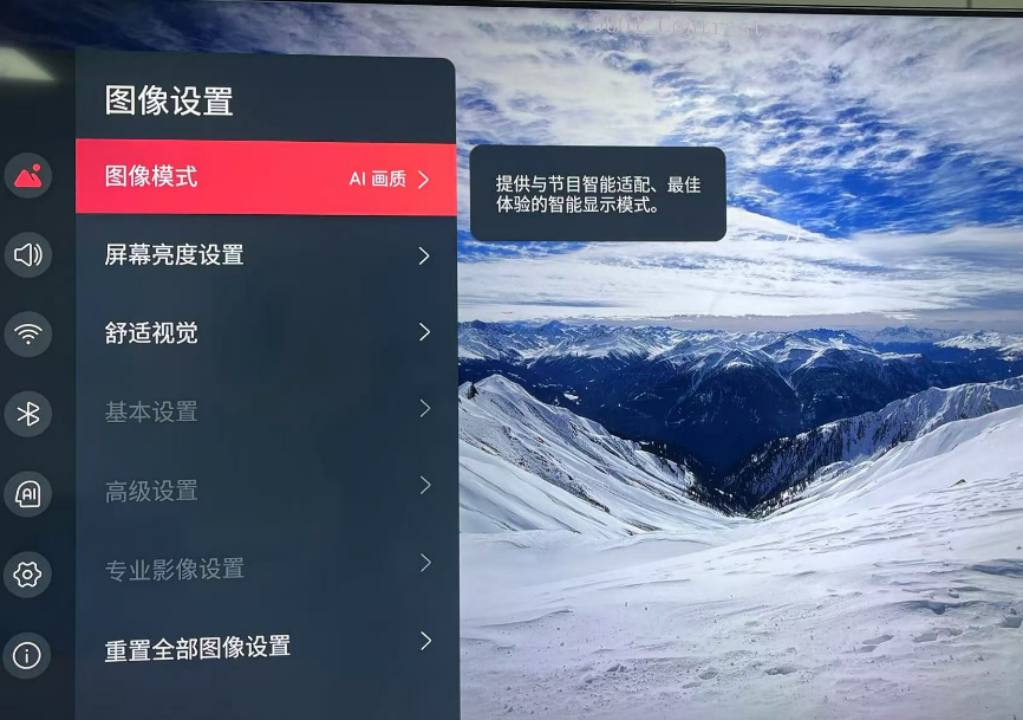 图像设置
图像模式
AI 画质
提供与节目智能适配、最佳
体验的智能显示模式。
屏幕亮度设置
舒适视觉
基本设置
高级设置
AI
专业影像设置
重置全部图像设置